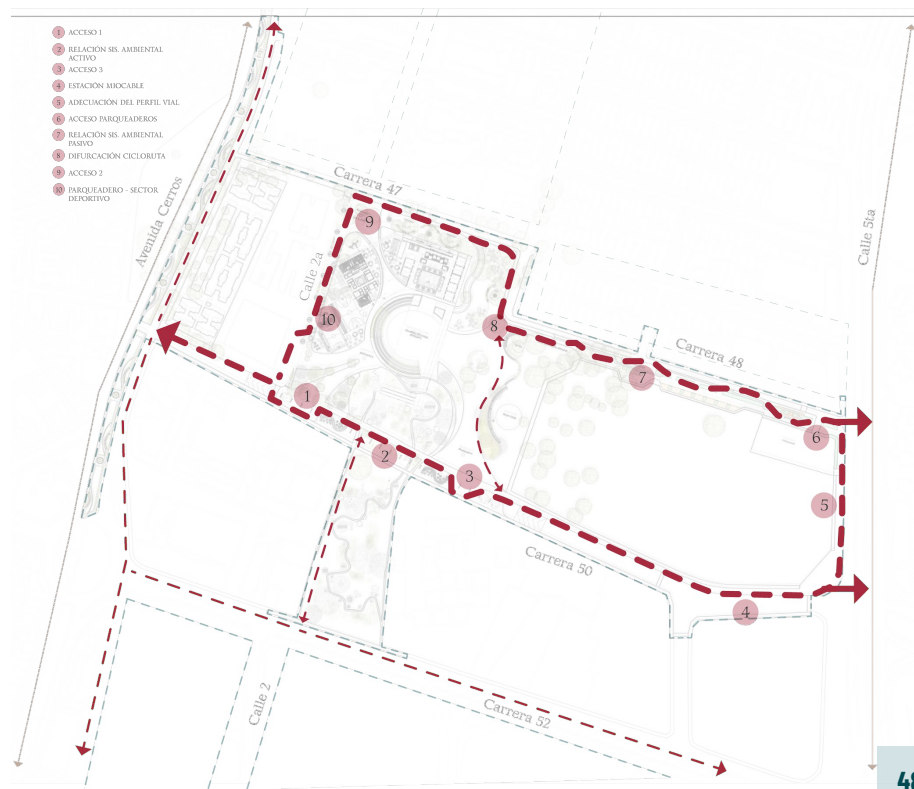 1 ACCESO 1
2 RELACIÓN SIS. AMBIENTAL
ACTIVO
3 ACCESO 3
4 ESTACIÓN MIOCABLE
5 ADECUACIÓN DEL PERFIL VIAL
6 ACCESO PARQUEADEROS
7 RELACIÓN SIS. AMBIENTAL
PASIVO
8 DIFURCACIÓN CICLORUTA
9 ACCESO 2
10 PARQUEADERO - SECTOR
DEPORTIVO
Avenida Cerros
Carrera 47
Calle 5ta
9
Calle 2a
10
8
Carrera 48
7
1
6
2
3
5
Carrera 50
4
Calle 2
Carrera 52
48